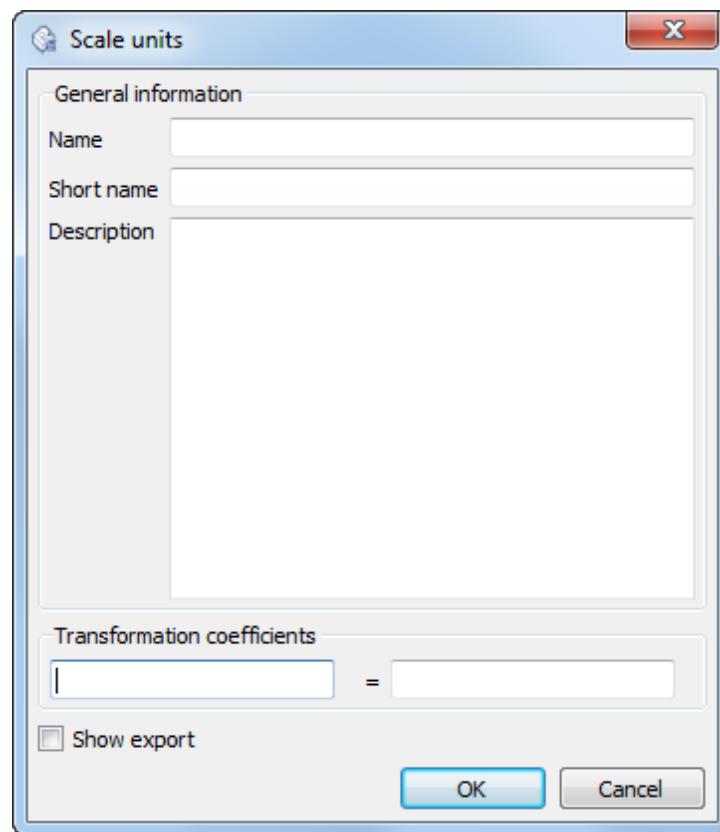 Scale units
General information
Name
Short name
Description
Transformation coefficients
=
Show export
OK Cancel